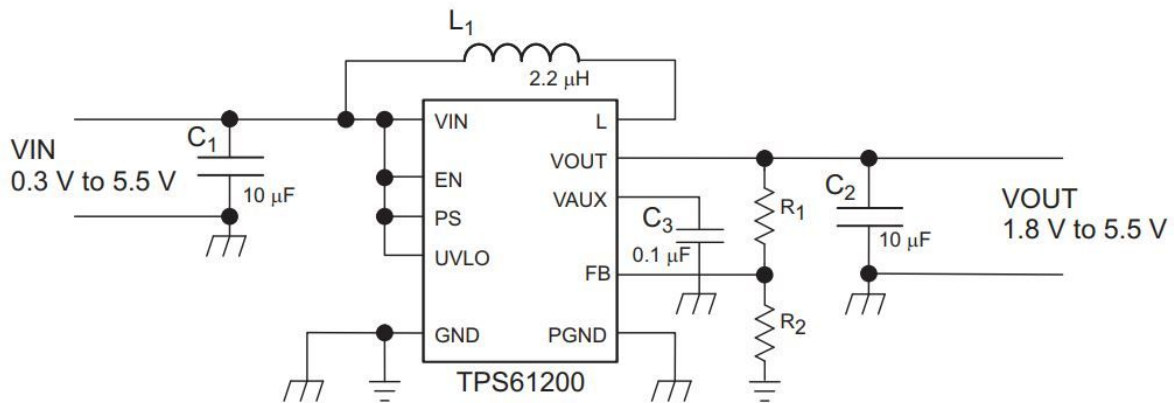 L1
2.2 µH
VIN
0.3 V to 5.5 V
C1
10 µF
VIN
EN
PS
UVLO
GND
L
VOUT
VAUX
FB
PGND
TPS61200
C3
0.1 µF
R1
R2
C2
10 µF
VOUT
1.8 V to 5.5 V